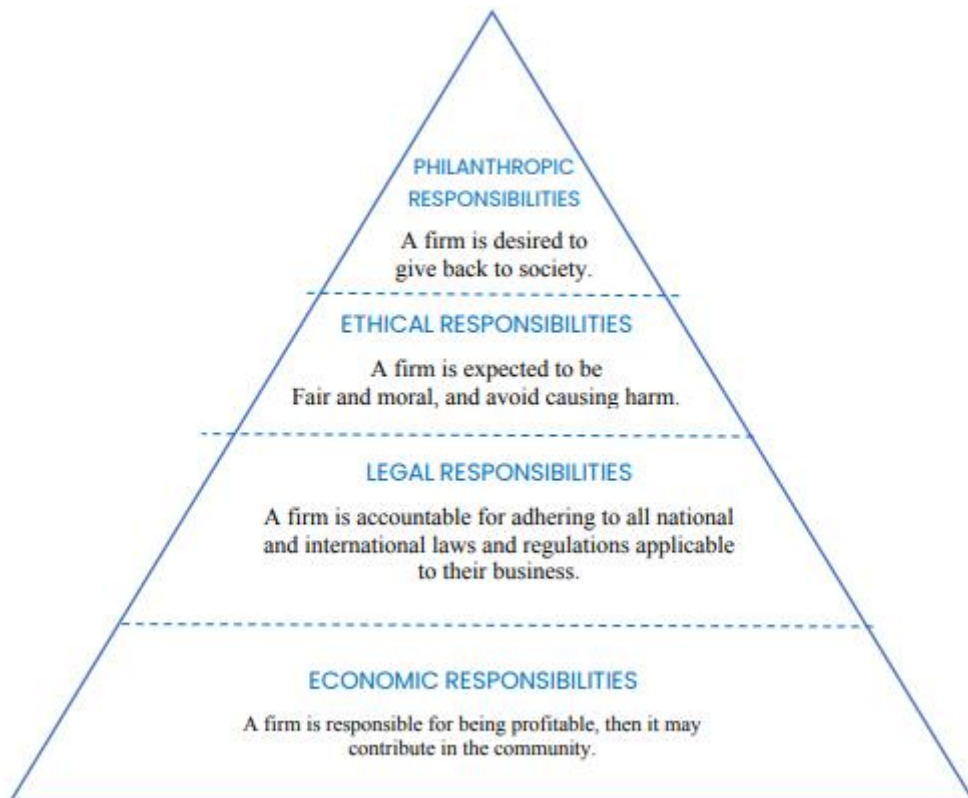 PHILANTHROPIC
RESPONSIBILITIES
A firm is desired to
give back to society.
ETHICAL RESPONSIBILITIES
A firm is expected to be
Fair and moral, and avoid causing harm.
LEGAL RESPONSIBILITIES
A firm is accountable for adhering to all national
and international laws and regulations applicable
to their business.
ECONOMIC RESPONSIBILITIES
A firm is responsible for being profitable, then it may
contribute in the community.